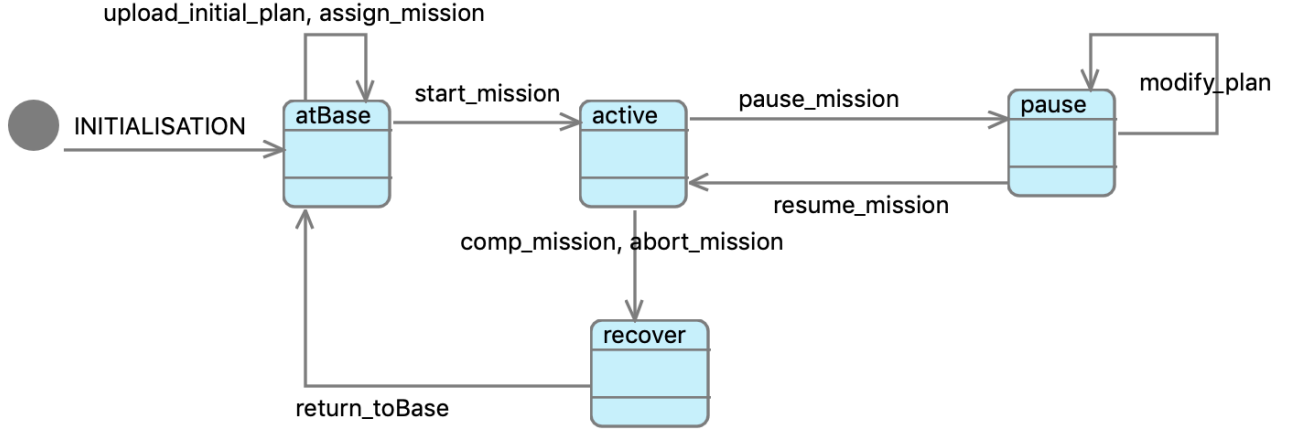 upload_initial_plan, assign_mission
INITIALISATION
atBase
start_mission
active
pause_mission
pause
modify_plan
resume_mission
comp_mission, abort_mission
recover
return_toBase